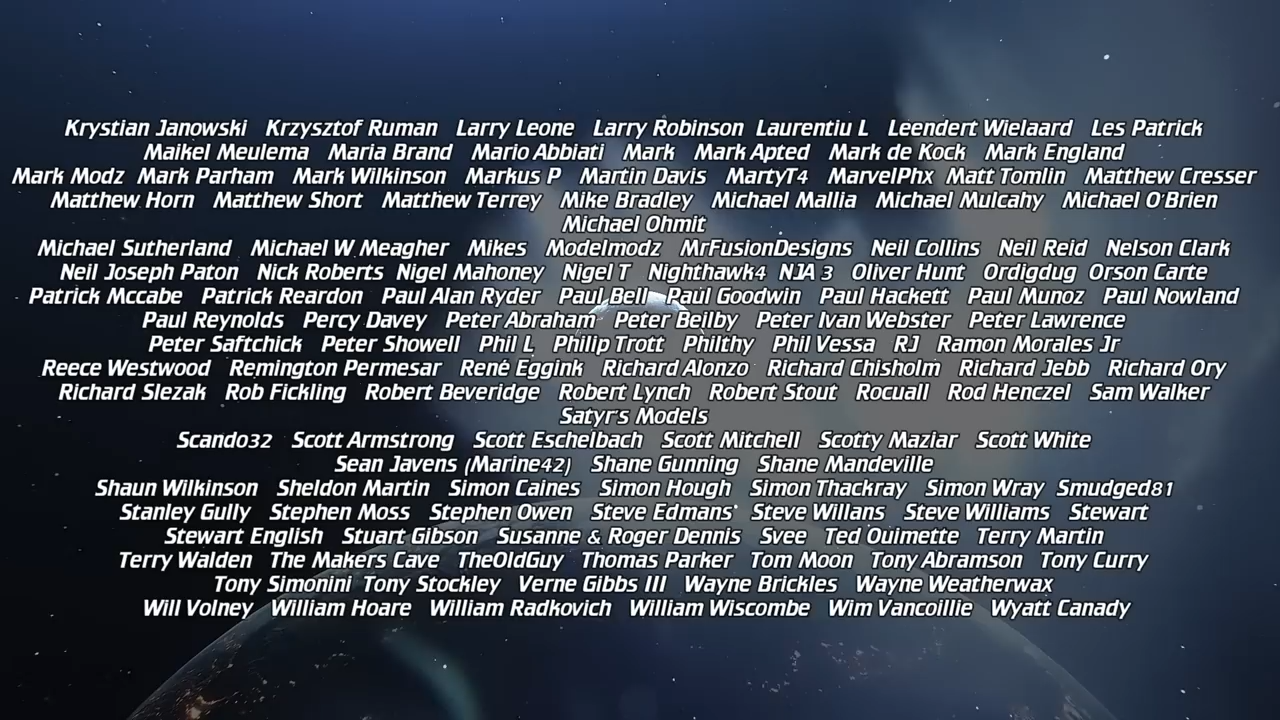 Krystian Janowski Krzysztof Ruman Larry Leone Larry Robinson Laurentiu L Leendert Wielaard Les Patrick
Maikel Meulema Maria Brand Mario Abbiati Mark Mark Apted Mark de Kock Mark England
Mark Modz Mark Parham Mark Wilkinson Markus P Martin Davis MartyT4 MarvelPhx Matt Tomlin Matthew Cresser
Matthew Horn Matthew Short Matthew Terrey Mike Bradley Michael Mallia Michael Mulcahy Michael O'Brien
Michael Ohmit
Michael Sutherland Michael W Meagher Mikes Modelmodz MrFusionDesigns Neil Collins Neil Reid Nelson Clark
Neil Joseph Paton Nick Roberts Nigel Mahoney Nigel T Nighthawk4 NJA 3 Oliver Hunt Ordigdug Orson Carte
Patrick Mccabe Patrick Reardon Paul Alan Ryder Paul Bell Paul Goodwin Paul Hackett Paul Munoz Paul Nowland
Paul Reynolds Percy Davey Peter Abraham Peter Beilby Peter Ivan Webster Peter Lawrence
Peter Saftchick Peter Showell Phil L Philip Trott Philthy Phil Vessa RJ Ramon Morales Jr
Reece Westwood Remington Permesar René Eggink Richard Alonzo Richard Chisholm Richard Jebb Richard Ory
Richard Slezak Rob Fickling Robert Beveridge Robert Lynch Robert Stout Rocuall Rod Henczel Sam Walker
Satyr's Models
Scando32 Scott Armstrong Scott Eschelbach Scott Mitchell Scotty Maziar Scott White
Sean Javens (Marine42) Shane Gunning Shane Mandeville
Shaun Wilkinson Sheldon Martin Simon Caines Simon Hough Simon Thackray Simon Wray Smudged81
Stanley Gully Stephen Moss Stephen Owen Steve Edmans Steve Willans Steve Williams Stewart
Stewart English Stuart Gibson Susanne & Roger Dennis Svee Ted Ouimette Terry Martin
Terry Walden The Makers Cave TheOldGuy Thomas Parker Tom Moon Tony Abramson Tony Curry
Tony Simonini Tony Stockley Verne Gibbs III Wayne Brickles Wayne Weatherwax
Will Volney William Hoare William Radkovich William Wiscombe Wim Vancoillie Wyatt Canady